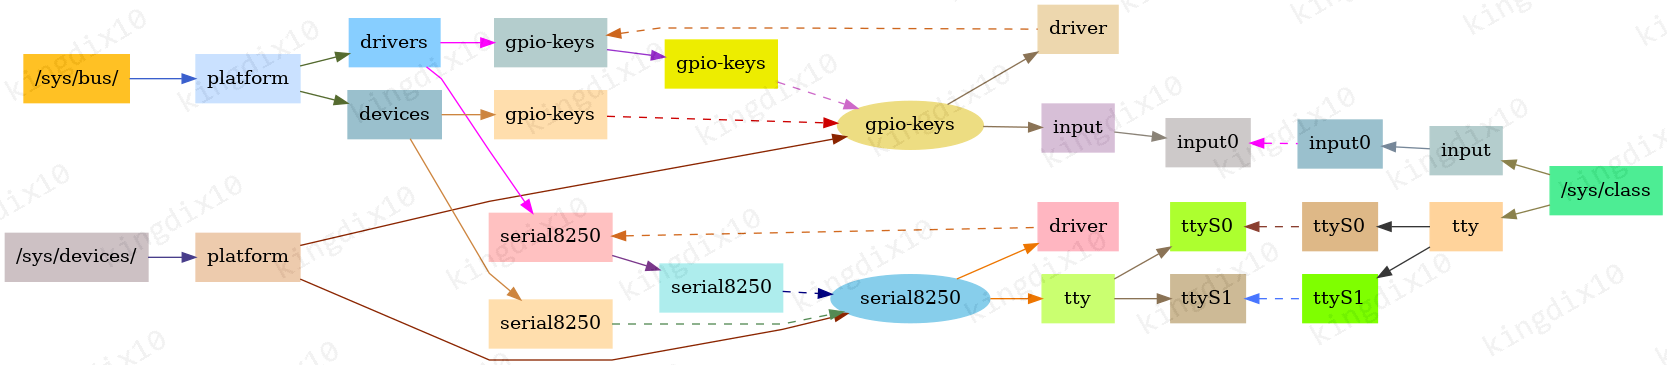 /sys/bus/
platform
drivers
devices
gpio-keys
gpio-keys
gpio-keys
gpio-keys
driver
input
input0
input0
input
/sys/class
/sys/devices/
platform
serial8250
serial8250
serial8250
serial8250
driver
tty
ttyS0
ttyS1
ttyS0
ttyS1
tty
kingdix10